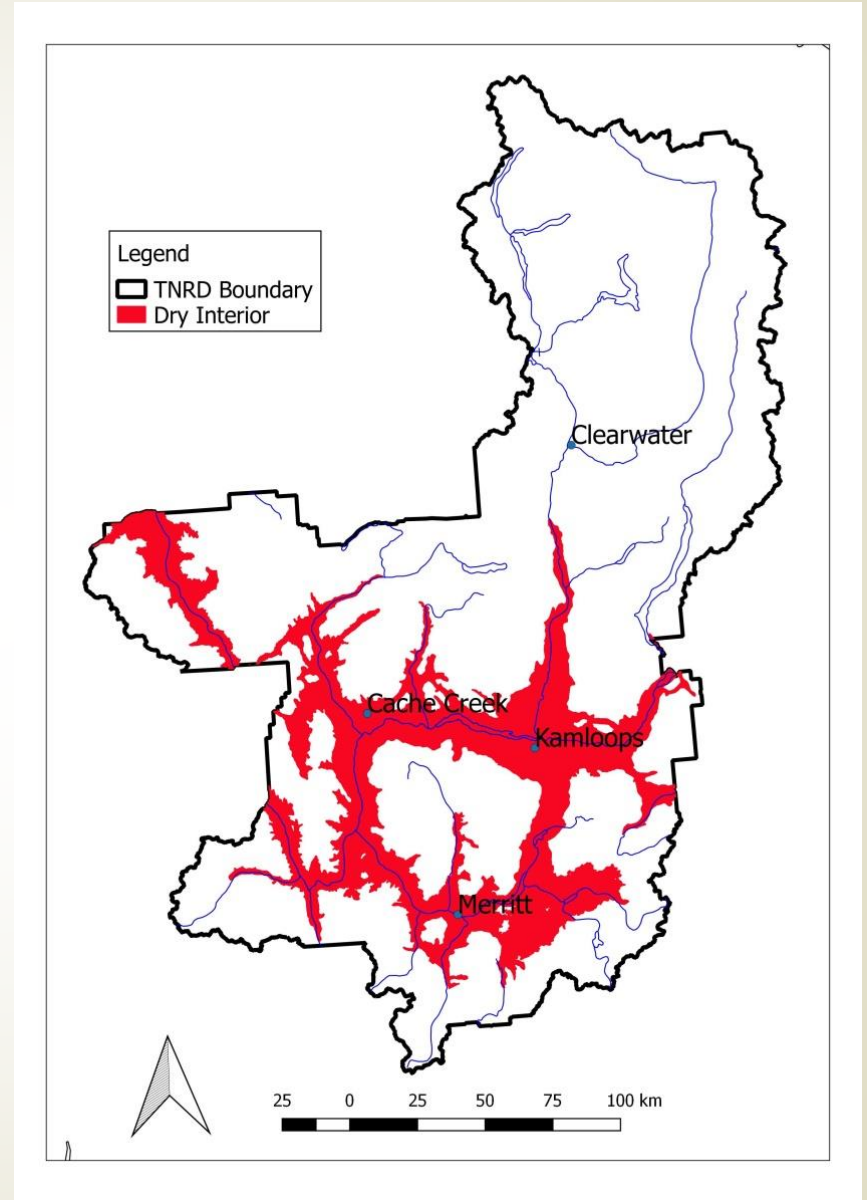 Legend
TNRD Boundary
Dry Interior
Clearwater
Cache Creek
Kamloops
Merritt
25 0 25 50 75 100 km